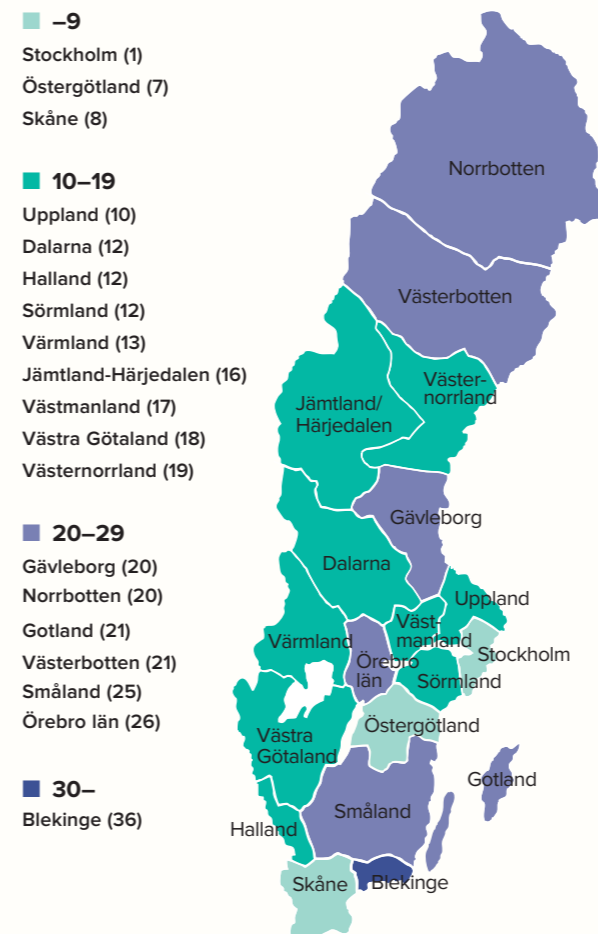 –9
Stockholm (1)
Östergötland (7)
Skåne (8)
10–19
Uppland (10)
Dalarna (12)
Halland (12)
Sörmland (12)
Värmland (13)
Jämtland-Härjedalen (16)
Västmanland (17)
Västra Götaland (18)
Västernorrland (19)
20–29
Gävleborg (20)
Norrbotten (20)
Gotland (21)
Västerbotten (21)
Småland (25)
Örebro län (26)
30–
Blekinge (36)
Norrbotten
Västerbotten
Väster-
norrland
Jämtland/
Härjedalen
Gävleborg
Dalarna
Uppland
Väst-
manland
Värmland
Stockholm
Örebro
län
Sörmland
Östergötland
Västra
Götaland
Gotland
Småland
Halland
Skåne
Blekinge